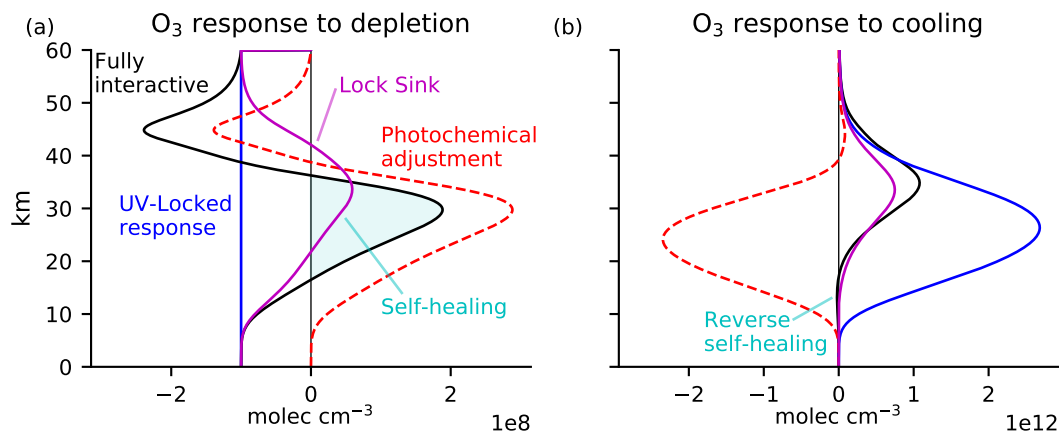 (a)
O₃ response to depletion
60
50
40
30
20
10
0
km
Fully
interactive
Lock Sink
Photochemical
adjustment
UV-Locked
response
Self-healing
−2
0
2
molec cm⁻³
1e8
(b)
O₃ response to cooling
Reverse
self-healing
−2
−1
0
1
2
molec cm⁻³
1e12